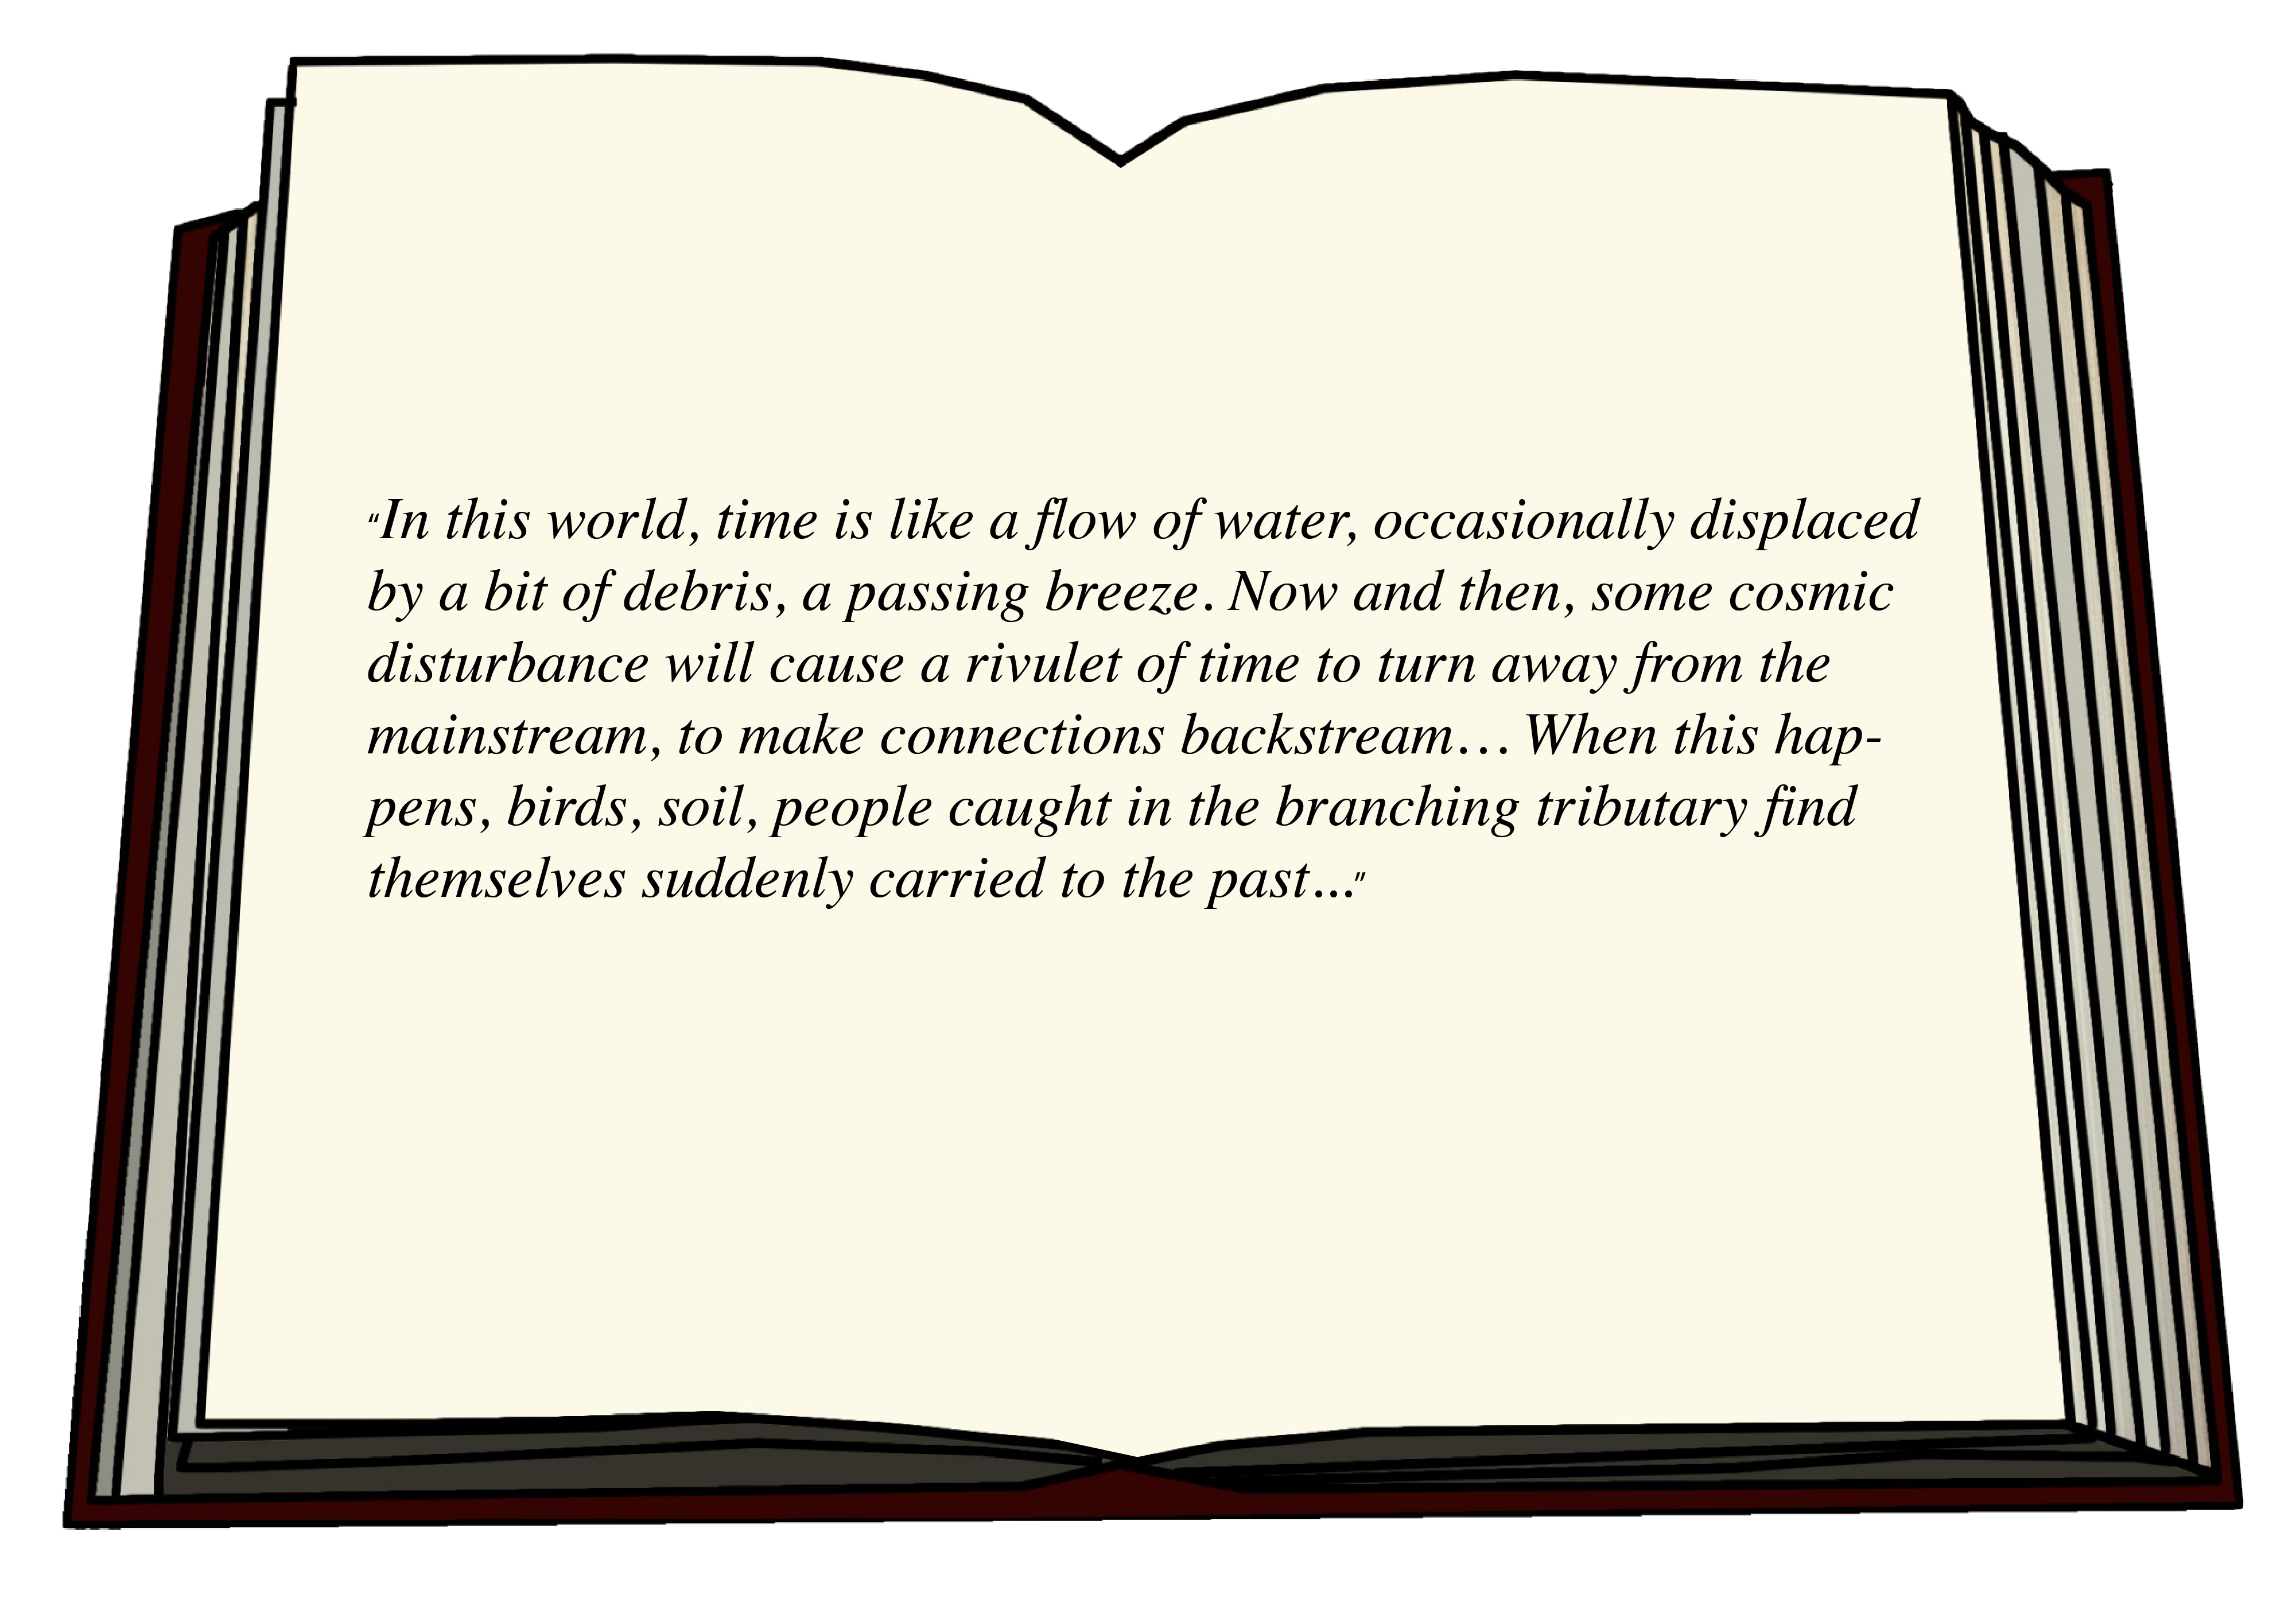 “In this world, time is like a flow of water, occasionally displaced
by a bit of debris, a passing breeze. Now and then, some cosmic
disturbance will cause a rivulet of time to turn away from the
mainstream, to make connections backstream… When this hap-
pens, birds, soil, people caught in the branching tributary find
themselves suddenly carried to the past...”